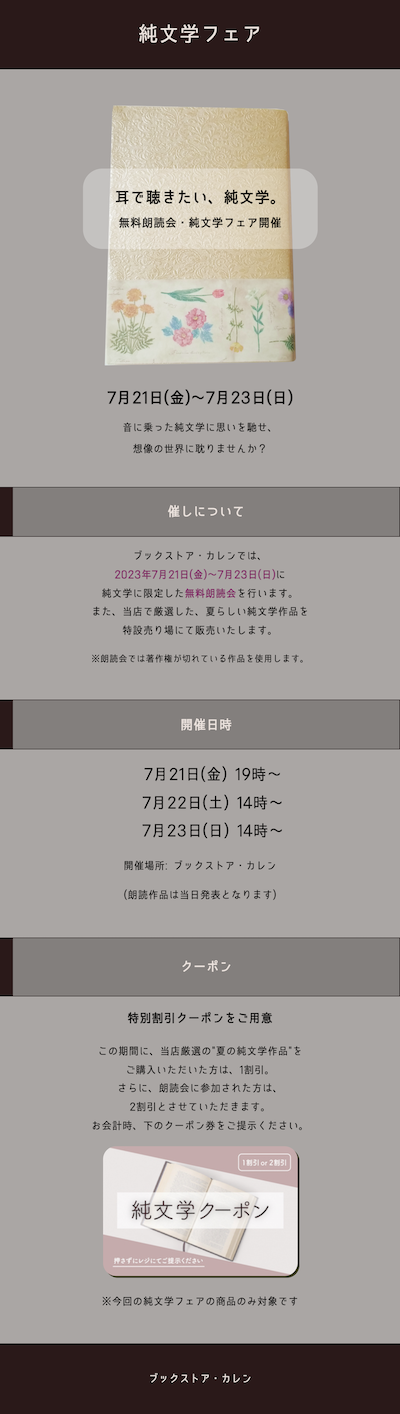 純文学フェア
耳で聴きたい、純文学。
無料朗読会・純文学フェア開催
7月21日(金)〜7月23日(日)
音に乗った純文学に思いを馳せ、
想像の世界に耽りませんか？
催しについて
ブックストア・カレンでは、
2023年7月21日(金)〜7月23日(日)に
純文学に限定した無料朗読会を行います。
また、当店で厳選した、夏らしい純文学作品を
特設売り場にて販売いたします。
※朗読会では著作権が切れている作品を使用します。
開催日時
7月21日(金) 19時〜
7月22日(土) 14時〜
7月23日(日) 14時〜
開催場所: ブックストア・カレン
(朗読作品は当日発表となります)
クーポン
特別割引クーポンをご用意
この期間に、当店厳選の"夏の純文学作品"を
ご購入いただいた方は、1割引。
さらに、朗読会に参加された方は、
2割引とさせていただきます。
お会計時、下のクーポン券をご提示ください。
1割引 or 2割引
純文学クーポン
押さずにレジにてご提示ください
※今回の純文学フェアの商品のみ対象です
ブックストア・カレン